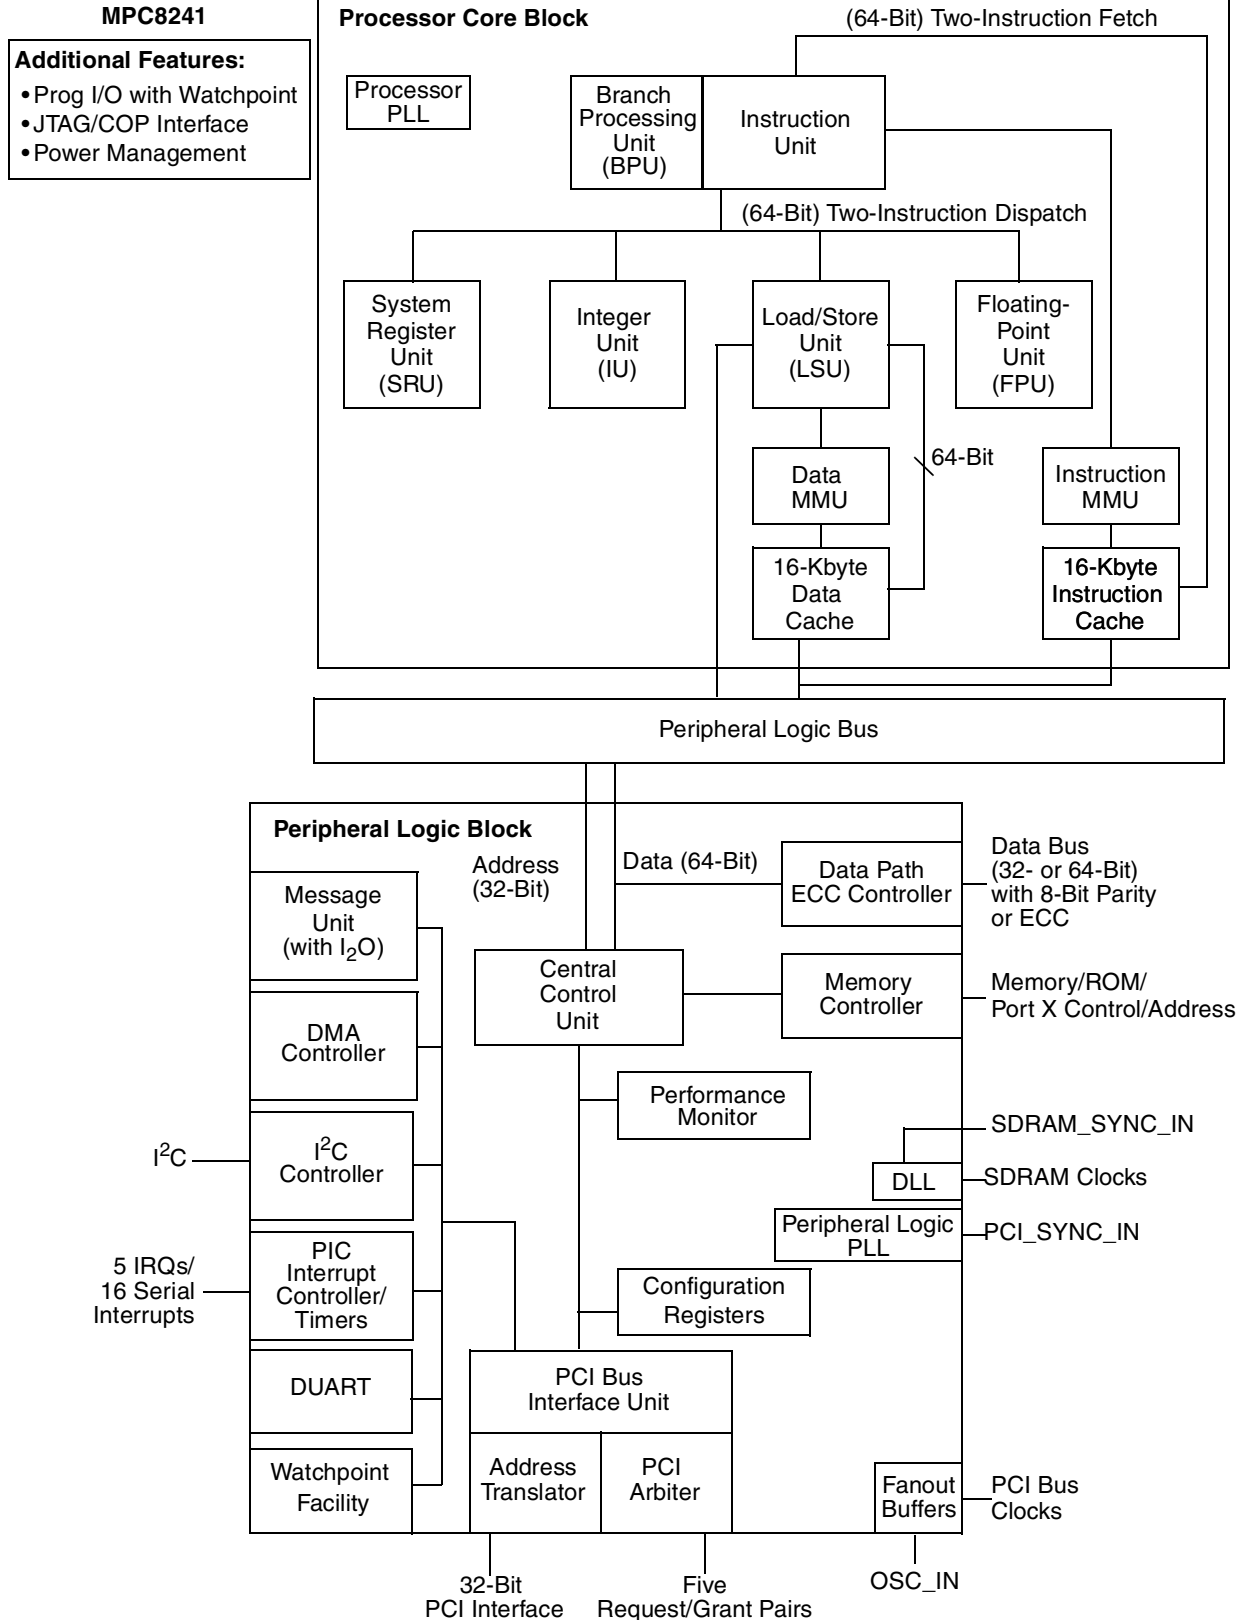 MPC8241
Additional Features:
• Prog I/O with Watchpoint
• JTAG/COP Interface
• Power Management
Processor Core Block
(64-Bit) Two-Instruction Fetch
Processor
PLL
Branch
Processing
Unit
(BPU)
Instruction
Unit
(64-Bit) Two-Instruction Dispatch
System
Register
Unit
(SRU)
Integer
Unit
(IU)
Load/Store
Unit
(LSU)
Floating-
Point
Unit
(FPU)
64-Bit
Data
MMU
Instruction
MMU
16-Kbyte
Data
Cache
16-Kbyte
Instruction
Cache
Peripheral Logic Bus
Peripheral Logic Block
Address
(32-Bit)
Data (64-Bit)
Data Path
ECC Controller
Data Bus
(32- or 64-Bit)
with 8-Bit Parity
or ECC
Message
Unit
(with I₂O)
Central
Control
Unit
Memory
Controller
Memory/ROM/
Port X Control/Address
DMA
Controller
Performance
Monitor
I²C
I²C
Controller
SDRAM_SYNC_IN
DLL
SDRAM Clocks
Peripheral Logic
PLL
PCI_SYNC_IN
5 IRQs/
16 Serial
Interrupts
PIC
Interrupt
Controller/
Timers
Configuration
Registers
DUART
PCI Bus
Interface Unit
Watchpoint
Facility
Address
Translator
PCI
Arbiter
Fanout
Buffers
PCI Bus
Clocks
32-Bit
PCI Interface
Five
Request/Grant Pairs
OSC_IN